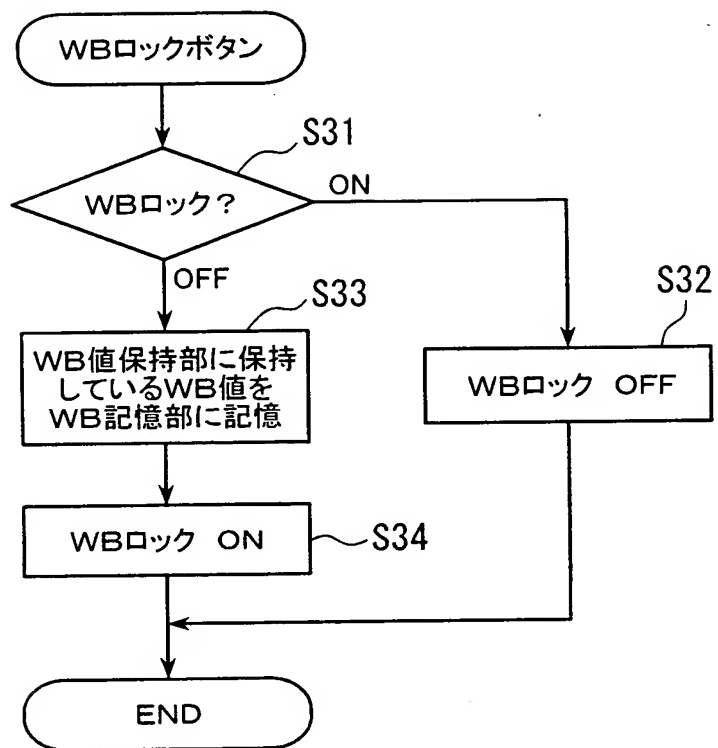 WBロックボタン
S31
WBロック?
ON
OFF
S33
S32
WB値保持部に保持
しているWB値を
WB記憶部に記憶
WBロック OFF
WBロック ON
S34
END